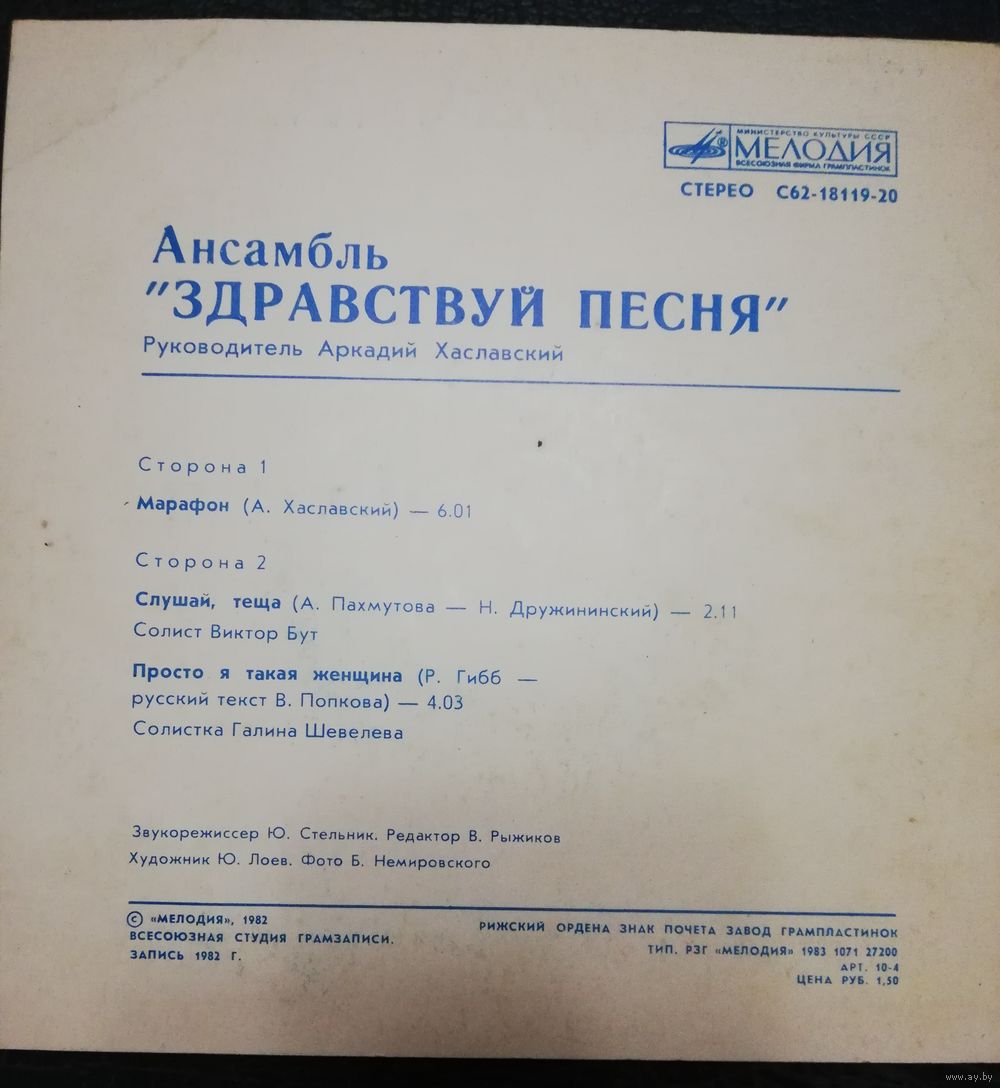 МИНИСТЕРСТВО КУЛЬТУРЫ СССР
® МЕЛОДИЯ
ВСЕСОЮЗНАЯ ФИРМА ГРАМПЛАСТИНОК
СТЕРЕО С62-18119-20
Ансамбль
"ЗДРАВСТВУЙ ПЕСНЯ"
Руководитель Аркадий Хаславский
Сторона 1
Марафон (А. Хаславский) — 6.01
Сторона 2
Слушай, теща (А. Пахмутова — Н. Дружининский) — 2.11
Солист Виктор Бут
Просто я такая женщина (Р. Гибб —
русский текст В. Попкова) — 4.03
Солистка Галина Шевелева
Звукорежиссер Ю. Стельник. Редактор В. Рыжиков
Художник Ю. Лоев. Фото Б. Немировского
© «МЕЛОДИЯ», 1982
ВСЕСОЮЗНАЯ СТУДИЯ ГРАМЗАПИСИ.
ЗАПИСЬ 1982 Г.
РИЖСКИЙ ОРДЕНА ЗНАК ПОЧЕТА ЗАВОД ГРАМПЛАСТИНОК
ТИП. РЗГ «МЕЛОДИЯ» 1983 1071 27200
АРТ. 10-4
ЦЕНА РУБ. 1,50
www.ay.by